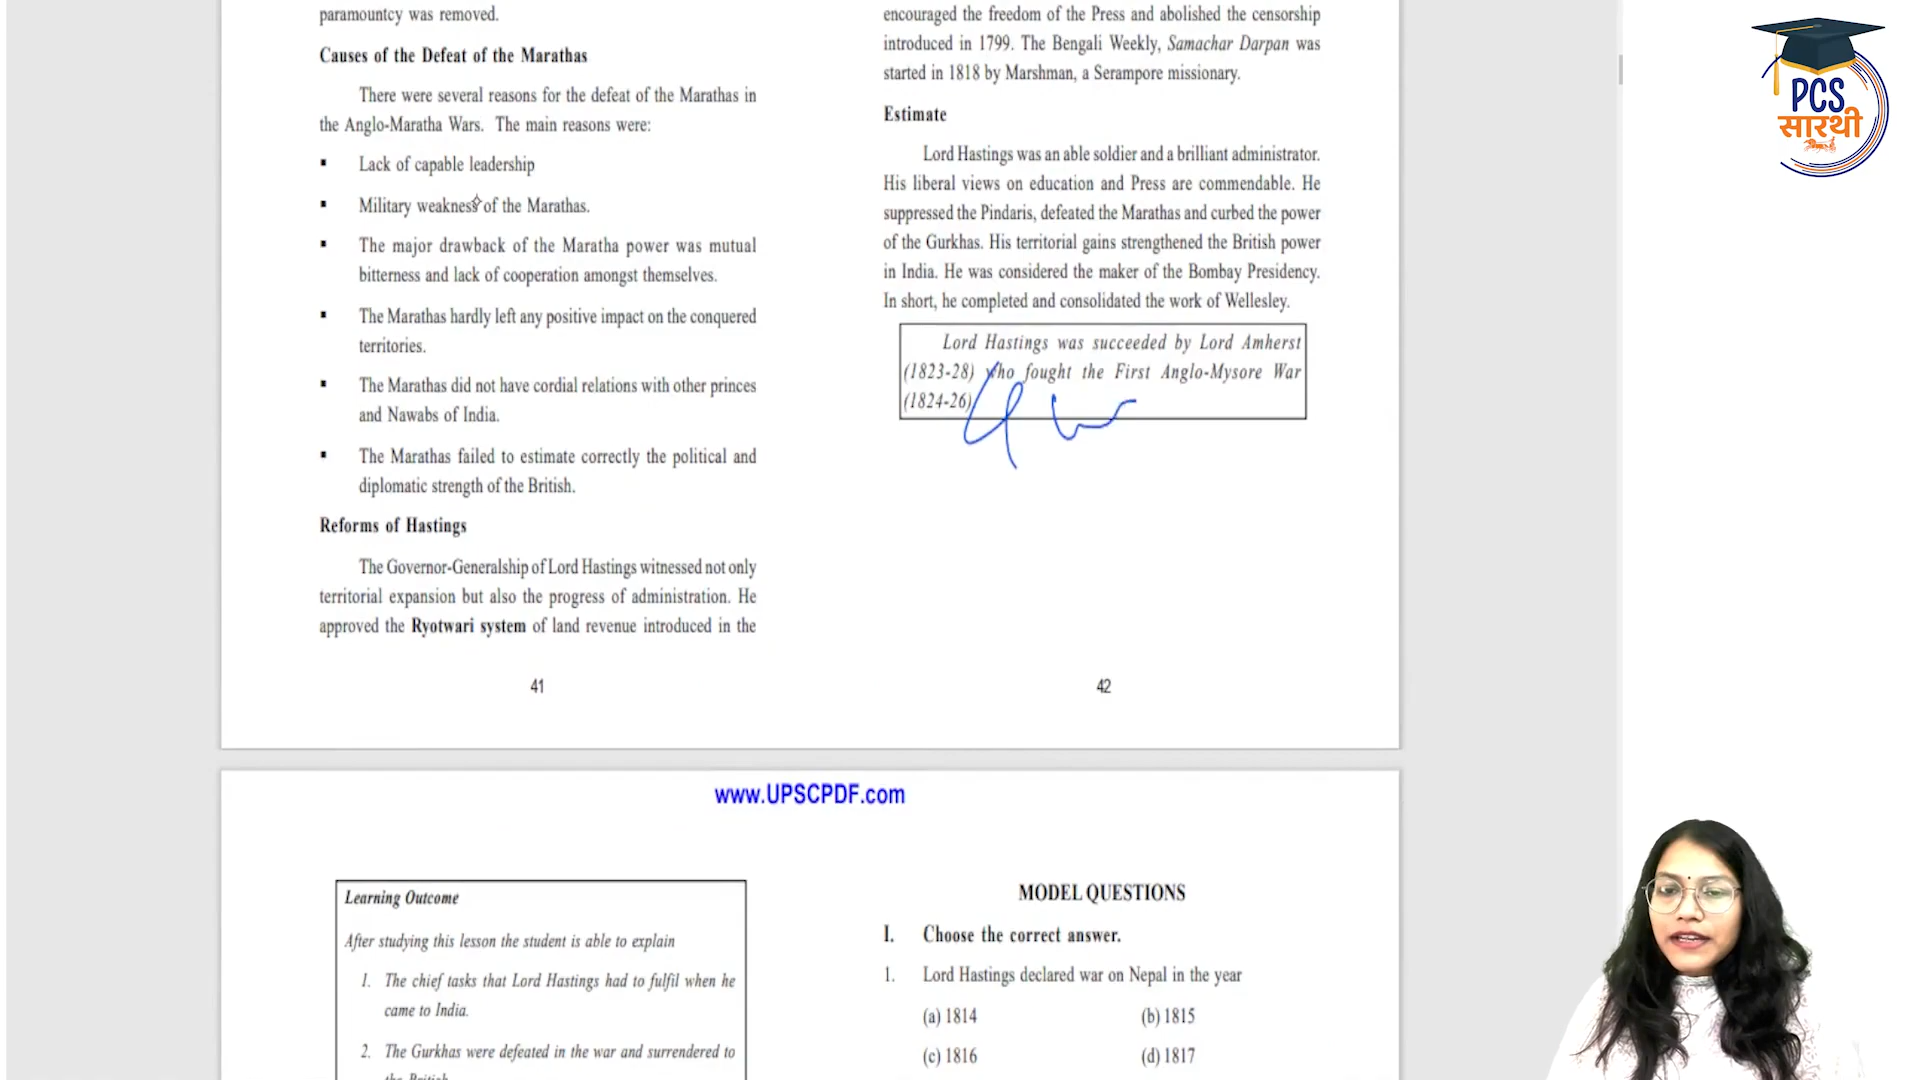 paramountcy was removed.
Causes of the Defeat of the Marathas
There were several reasons for the defeat of the Marathas in
the Anglo-Maratha Wars. The main reasons were:
▪ Lack of capable leadership
▪ Military weakness of the Marathas.
▪ The major drawback of the Maratha power was mutual
bitterness and lack of cooperation amongst themselves.
▪ The Marathas hardly left any positive impact on the conquered
territories.
▪ The Marathas did not have cordial relations with other princes
and Nawabs of India.
▪ The Marathas failed to estimate correctly the political and
diplomatic strength of the British.
Reforms of Hastings
The Governor-Generalship of Lord Hastings witnessed not only
territorial expansion but also the progress of administration. He
approved the Ryotwari system of land revenue introduced in the
41
encouraged the freedom of the Press and abolished the censorship
introduced in 1799. The Bengali Weekly, Samachar Darpan was
started in 1818 by Marshman, a Serampore missionary.
Estimate
Lord Hastings was an able soldier and a brilliant administrator.
His liberal views on education and Press are commendable. He
suppressed the Pindaris, defeated the Marathas and curbed the power
of the Gurkhas. His territorial gains strengthened the British power
in India. He was considered the maker of the Bombay Presidency.
In short, he completed and consolidated the work of Wellesley.
Lord Hastings was succeeded by Lord Amherst
(1823-28) who fought the First Anglo-Mysore War
(1824-26)
42
PCS
सारथी
www.UPSCPDF.com
Learning Outcome
After studying this lesson the student is able to explain
1. The chief tasks that Lord Hastings had to fulfil when he
came to India.
2. The Gurkhas were defeated in the war and surrendered to
the British
MODEL QUESTIONS
I. Choose the correct answer.
1. Lord Hastings declared war on Nepal in the year
(a) 1814 (b) 1815
(c) 1816 (d) 1817